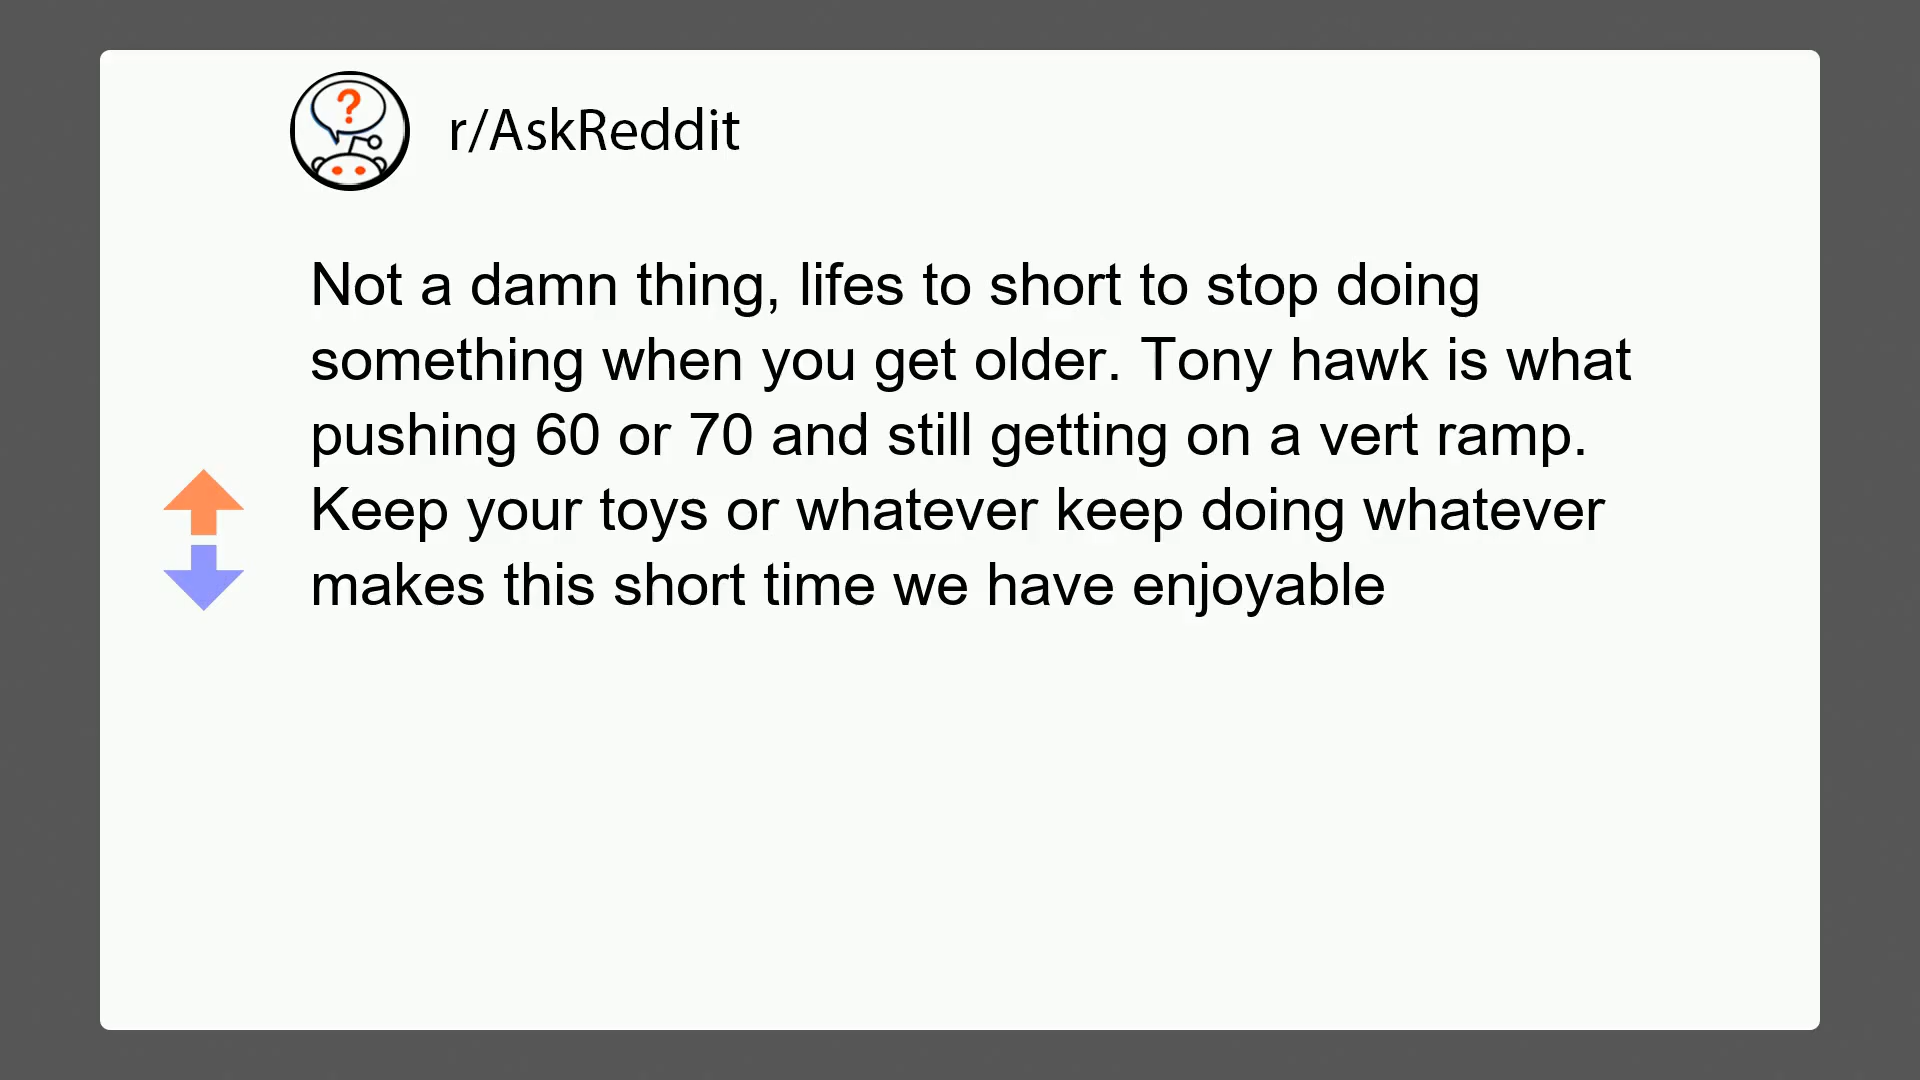 ?
r/AskReddit
Not a damn thing, lifes to short to stop doing
something when you get older. Tony hawk is what
pushing 60 or 70 and still getting on a vert ramp.
Keep your toys or whatever keep doing whatever
makes this short time we have enjoyable